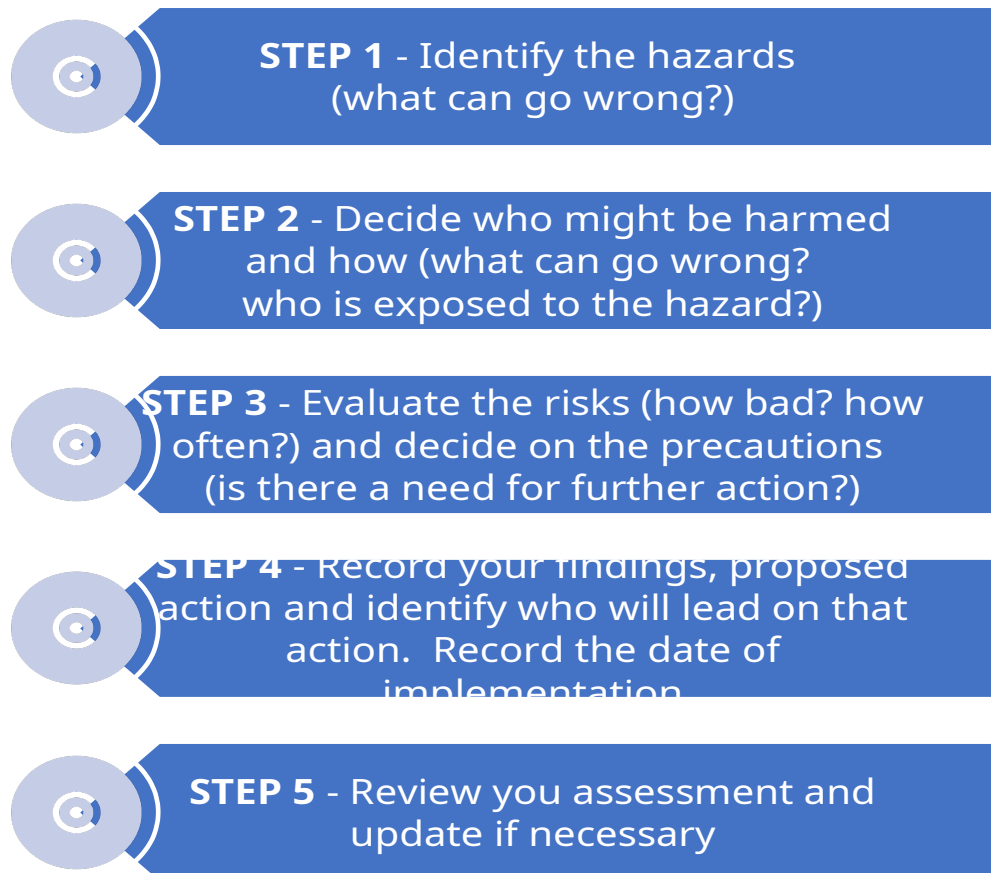 STEP 1 - Identify the hazards
(what can go wrong?)
STEP 2 - Decide who might be harmed
and how (what can go wrong?
who is exposed to the hazard?)
STEP 3 - Evaluate the risks (how bad? how
often?) and decide on the precautions
(is there a need for further action?)
STEP 4 - Record your findings, proposed
action and identify who will lead on that
action.  Record the date of
implementation
STEP 5 - Review you assessment and
update if necessary